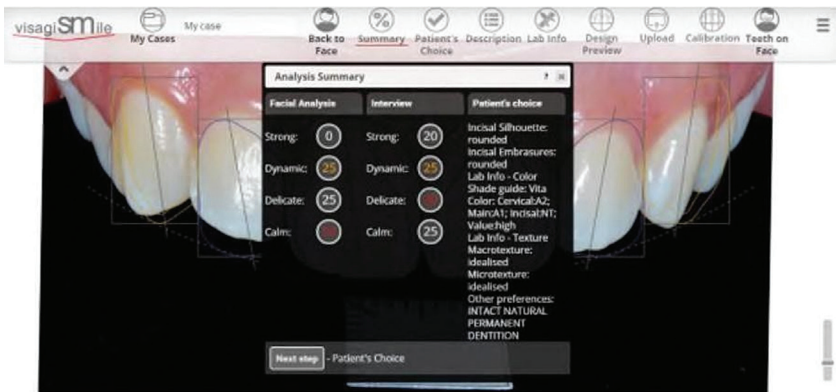 visagiSMile
My Cases
My case
Back to
Face
Summary
Patient's
Choice
Description
Lab Info
Design
Preview
Upload
Calibration
Teeth on
Face
Analysis Summary
Facial Analysis
Strong: 0
Dynamic: 25
Delicate: 25
Calm:
Interview
Strong: 20
Dynamic: 25
Delicate:
Calm: 25
Patient's choice
Incisal Silhouette:
rounded
Incisal Embrasures:
rounded
Lab Info - Color
Shade guide: Vita
Color: Cervical:A2;
Main:A1; Incisal:NT;
Value:high
Lab Info - Texture
Macrotexture:
idealised
Microtexture:
idealised
Other preferences:
INTACT NATURAL
PERMANENT
DENTITION
Next step - Patient's Choice